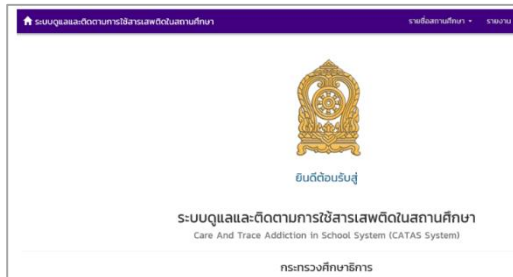 ระบบดูแลและติดตามการใช้สารเสพติดในสถานศึกษา รายชื่อสถานศึกษา รายงาน
ยินดีต้อนรับสู่
ระบบดูแลและติดตามการใช้สารเสพติดในสถานศึกษา
Care And Trace Addiction in School System (CATAS System)
กระทรวงศึกษาธิการ